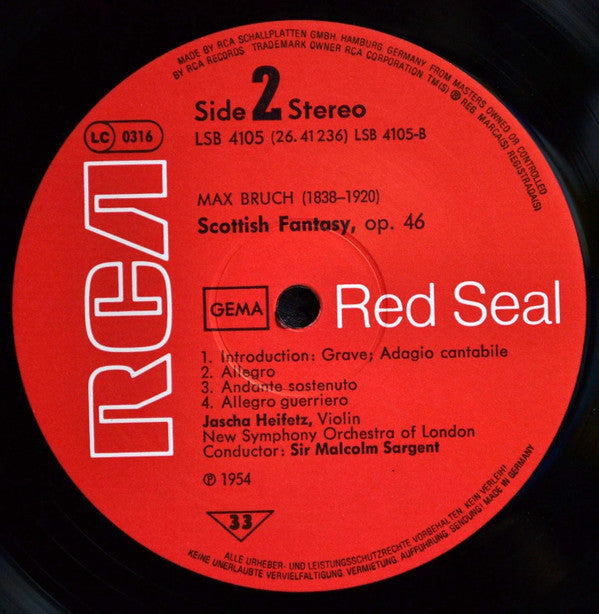 MADE BY RCA SCHALLPLATTEN GMBH. HAMBURG, GERMANY, FROM MASTERS OWNED OR CONTROLLED
BY RCA RECORDS. TRADEMARK OWNER RCA CORPORATION. TM(S) ® REG. MARCA(S) REGISTRADA(S)
Side 2 Stereo
LSB 4105 (26.41236) LSB 4105-B
LC 0316
RCA
MAX BRUCH (1838–1920)
Scottish Fantasy, op. 46
GEMA
Red Seal
1. Introduction: Grave; Adagio cantabile
2. Allegro
3. Andante sostenuto
4. Allegro guerriero
Jascha Heifetz, Violin
New Symphony Orchestra of London
Conductor: Sir Malcolm Sargent
℗ 1954
33
ALLE URHEBER- UND LEISTUNGSSCHUTZRECHTE VORBEHALTEN. KEIN VERLEIH!
KEINE UNERLAUBTE VERVIELFÄLTIGUNG, VERMIETUNG, AUFFÜHRUNG, SENDUNG! MADE IN GERMANY